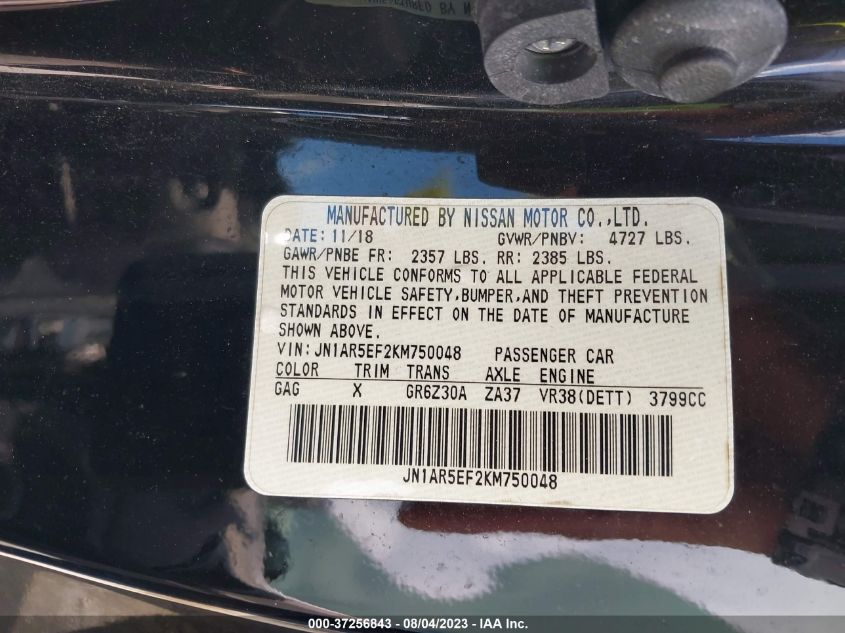 MANUFACTURED BY NISSAN MOTOR CO.,LTD.
DATE: 11/18 GVWR/PNBV: 4727 LBS.
GAWR/PNBE FR: 2357 LBS. RR: 2385 LBS.
THIS VEHICLE CONFORMS TO ALL APPLICABLE FEDERAL
MOTOR VEHICLE SAFETY,BUMPER,AND THEFT PREVENTION
STANDARDS IN EFFECT ON THE DATE OF MANUFACTURE
SHOWN ABOVE.
VIN: JN1AR5EF2KM750048 PASSENGER CAR
COLOR TRIM TRANS AXLE ENGINE
GAG X GR6Z30A ZA37 VR38(DETT) 3799CC
JN1AR5EF2KM750048
000-37256843 - 08/04/2023 - IAA Inc.